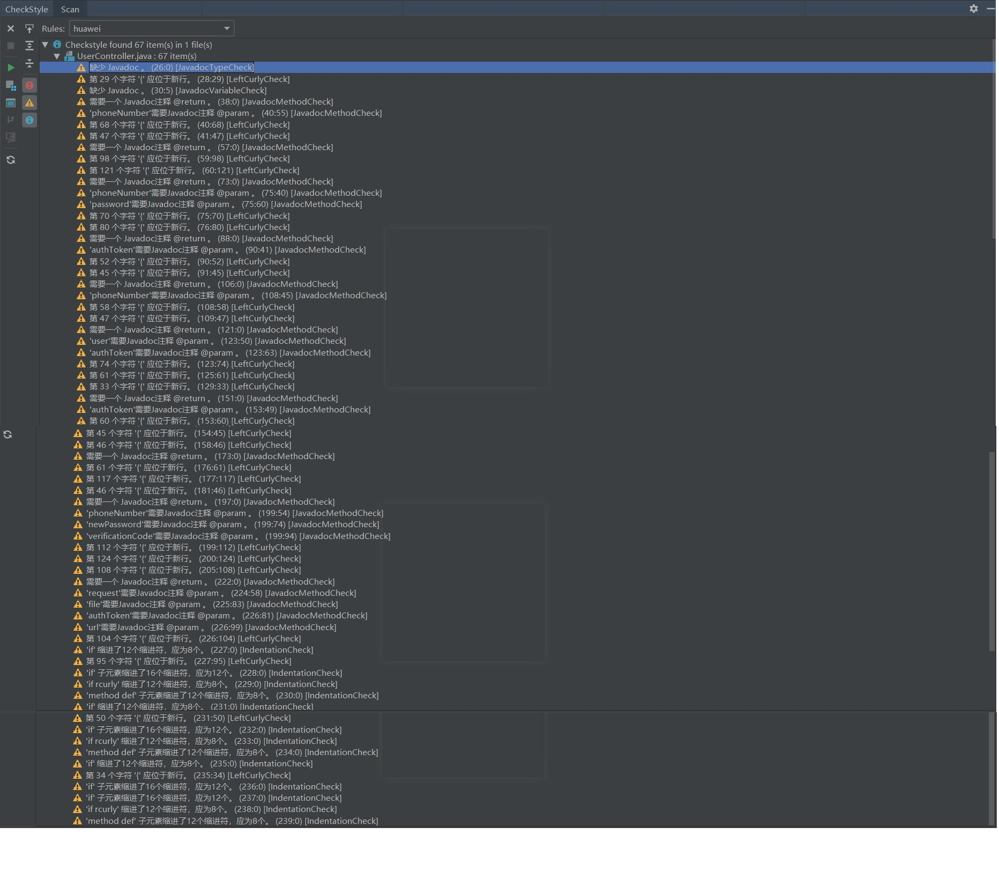 CheckStyle Scan
Rules: huawei
Checkstyle found 67 item(s) in 1 file(s)
UserController.java : 67 item(s)
缺少 Javadoc 。 (26:0) [JavadocTypeCheck]
第 29 个字符 '{' 应位于新行。 (28:29) [LeftCurlyCheck]
缺少 Javadoc 。 (30:5) [JavadocVariableCheck]
需要一个 Javadoc注释 @return 。 (38:0) [JavadocMethodCheck]
'phoneNumber'需要Javadoc注释 @param 。 (40:55) [JavadocMethodCheck]
第 68 个字符 '{' 应位于新行。 (40:68) [LeftCurlyCheck]
第 47 个字符 '{' 应位于新行。 (41:47) [LeftCurlyCheck]
需要一个 Javadoc注释 @return 。 (57:0) [JavadocMethodCheck]
第 98 个字符 '{' 应位于新行。 (59:98) [LeftCurlyCheck]
第 121 个字符 '{' 应位于新行。 (60:121) [LeftCurlyCheck]
需要一个 Javadoc注释 @return 。 (73:0) [JavadocMethodCheck]
'phoneNumber'需要Javadoc注释 @param 。 (75:40) [JavadocMethodCheck]
'password'需要Javadoc注释 @param 。 (75:60) [JavadocMethodCheck]
第 70 个字符 '{' 应位于新行。 (75:70) [LeftCurlyCheck]
第 80 个字符 '{' 应位于新行。 (76:80) [LeftCurlyCheck]
需要一个 Javadoc注释 @return 。 (88:0) [JavadocMethodCheck]
'authToken'需要Javadoc注释 @param 。 (90:41) [JavadocMethodCheck]
第 52 个字符 '{' 应位于新行。 (90:52) [LeftCurlyCheck]
第 45 个字符 '{' 应位于新行。 (91:45) [LeftCurlyCheck]
需要一个 Javadoc注释 @return 。 (106:0) [JavadocMethodCheck]
'phoneNumber'需要Javadoc注释 @param 。 (108:45) [JavadocMethodCheck]
第 58 个字符 '{' 应位于新行。 (108:58) [LeftCurlyCheck]
第 47 个字符 '{' 应位于新行。 (109:47) [LeftCurlyCheck]
需要一个 Javadoc注释 @return 。 (121:0) [JavadocMethodCheck]
'user'需要Javadoc注释 @param 。 (123:50) [JavadocMethodCheck]
'authToken'需要Javadoc注释 @param 。 (123:63) [JavadocMethodCheck]
第 74 个字符 '{' 应位于新行。 (123:74) [LeftCurlyCheck]
第 61 个字符 '{' 应位于新行。 (125:61) [LeftCurlyCheck]
第 33 个字符 '{' 应位于新行。 (129:33) [LeftCurlyCheck]
需要一个 Javadoc注释 @return 。 (151:0) [JavadocMethodCheck]
'authToken'需要Javadoc注释 @param 。 (153:49) [JavadocMethodCheck]
第 60 个字符 '{' 应位于新行。 (153:60) [LeftCurlyCheck]
第 45 个字符 '{' 应位于新行。 (154:45) [LeftCurlyCheck]
第 46 个字符 '{' 应位于新行。 (158:46) [LeftCurlyCheck]
需要一个 Javadoc注释 @return 。 (173:0) [JavadocMethodCheck]
第 61 个字符 '{' 应位于新行。 (176:61) [LeftCurlyCheck]
第 117 个字符 '{' 应位于新行。 (177:117) [LeftCurlyCheck]
第 46 个字符 '{' 应位于新行。 (181:46) [LeftCurlyCheck]
需要一个 Javadoc注释 @return 。 (197:0) [JavadocMethodCheck]
'phoneNumber'需要Javadoc注释 @param 。 (199:54) [JavadocMethodCheck]
'newPassword'需要Javadoc注释 @param 。 (199:74) [JavadocMethodCheck]
'verificationCode'需要Javadoc注释 @param 。 (199:94) [JavadocMethodCheck]
第 112 个字符 '{' 应位于新行。 (199:112) [LeftCurlyCheck]
第 124 个字符 '{' 应位于新行。 (200:124) [LeftCurlyCheck]
第 108 个字符 '{' 应位于新行。 (205:108) [LeftCurlyCheck]
需要一个 Javadoc注释 @return 。 (222:0) [JavadocMethodCheck]
'request'需要Javadoc注释 @param 。 (224:58) [JavadocMethodCheck]
'file'需要Javadoc注释 @param 。 (225:83) [JavadocMethodCheck]
'authToken'需要Javadoc注释 @param 。 (226:81) [JavadocMethodCheck]
'url'需要Javadoc注释 @param 。 (226:99) [JavadocMethodCheck]
第 104 个字符 '{' 应位于新行。 (226:104) [LeftCurlyCheck]
'if' 缩进了12个缩进符，应为8个。 (227:0) [IndentationCheck]
第 95 个字符 '{' 应位于新行。 (227:95) [LeftCurlyCheck]
'if' 子元素缩进了16个缩进符，应为12个。 (228:0) [IndentationCheck]
'if rcurly' 缩进了12个缩进符，应为8个。 (229:0) [IndentationCheck]
'method def' 子元素缩进了12个缩进符，应为8个。 (230:0) [IndentationCheck]
'if' 缩进了12个缩进符，应为8个。 (231:0) [IndentationCheck]
第 50 个字符 '{' 应位于新行。 (231:50) [LeftCurlyCheck]
'if' 子元素缩进了16个缩进符，应为12个。 (232:0) [IndentationCheck]
'if rcurly' 缩进了12个缩进符，应为8个。 (233:0) [IndentationCheck]
'method def' 子元素缩进了12个缩进符，应为8个。 (234:0) [IndentationCheck]
'if' 缩进了12个缩进符，应为8个。 (235:0) [IndentationCheck]
第 34 个字符 '{' 应位于新行。 (235:34) [LeftCurlyCheck]
'if' 子元素缩进了16个缩进符，应为12个。 (236:0) [IndentationCheck]
'if' 子元素缩进了16个缩进符，应为12个。 (237:0) [IndentationCheck]
'if rcurly' 缩进了12个缩进符，应为8个。 (238:0) [IndentationCheck]
'method def' 子元素缩进了12个缩进符，应为8个。 (239:0) [IndentationCheck]